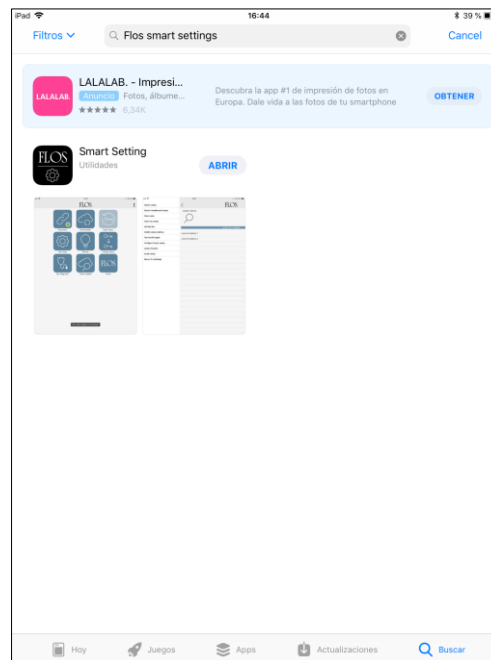 iPad 16:44 39 %
Filtros Flos smart settings Cancel
LALALAB.
LALALAB. - Impresi...
Anuncio Fotos, álbume...
6,34K
Descubra la app #1 de impresión de fotos en
Europa. Dale vida a las fotos de tu smartphone
OBTENER
FLOS
Smart Setting
Utilidades
ABRIR
FLOS
FLOS
FLOS
Hoy Juegos Apps Actualizaciones Buscar